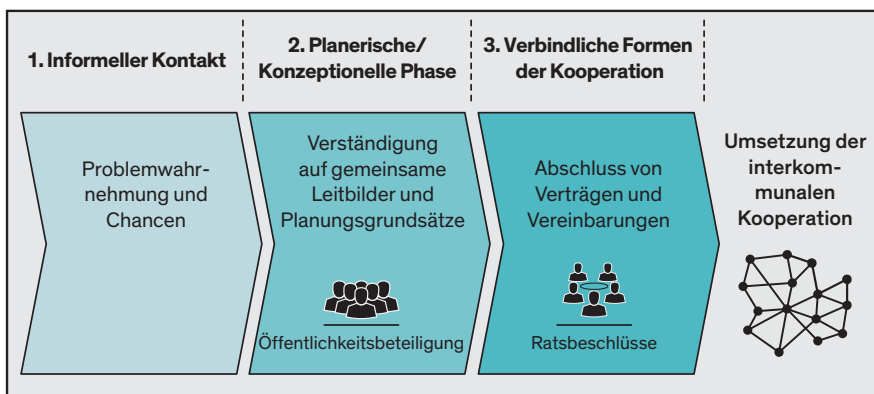 1. Informeller Kontakt
2. Planerische/
Konzeptionelle Phase
3. Verbindliche Formen
der Kooperation
Problemwahr-
nehmung und
Chancen
Verständigung
auf gemeinsame
Leitbilder und
Planungsgrundsätze
Öffentlichkeitsbeteiligung
Abschluss von
Verträgen und
Vereinbarungen
Ratsbeschlüsse
Umsetzung der
interkom-
munalen
Kooperation